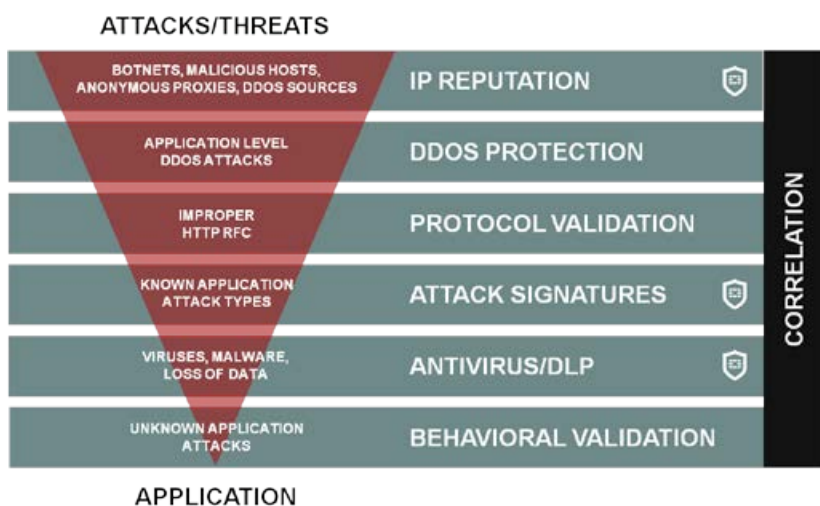 ATTACKS/THREATS
BOTNETS, MALICIOUS HOSTS,
ANONYMOUS PROXIES, DDOS SOURCES
IP REPUTATION
APPLICATION LEVEL
DDOS ATTACKS
DDOS PROTECTION
IMPROPER
HTTP RFC
PROTOCOL VALIDATION
KNOWN APPLICATION
ATTACK TYPES
ATTACK SIGNATURES
VIRUSES, MALWARE,
LOSS OF DATA
ANTIVIRUS/DLP
UNKNOWN APPLICATION
ATTACKS
BEHAVIORAL VALIDATION
CORRELATION
APPLICATION